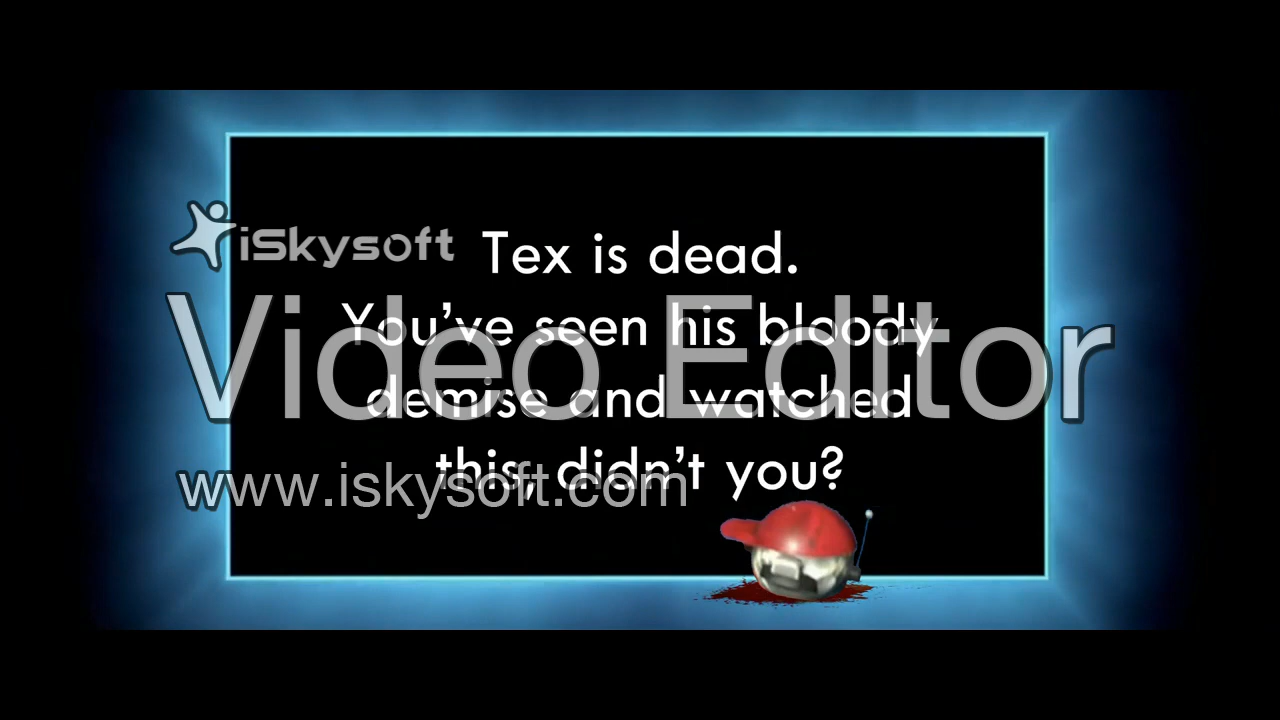 iSkysoft
Tex is dead.
You've seen his bloody
demise and watched
this, didn't you?
Video Editor
www.iskysoft.com